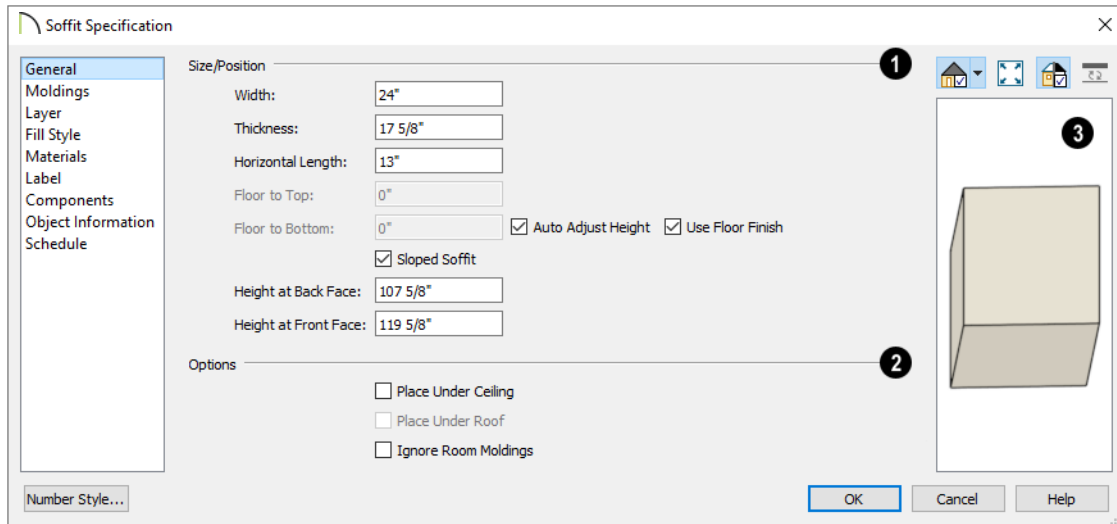 Soffit Specification
General
Moldings
Layer
Fill Style
Materials
Label
Components
Object Information
Schedule
Size/Position 1
Width: 24"
Thickness: 17 5/8"
Horizontal Length: 13"
Floor to Top: 0"
Floor to Bottom: 0" Auto Adjust Height Use Floor Finish
Sloped Soffit
Height at Back Face: 107 5/8"
Height at Front Face: 119 5/8"
Options 2
Place Under Ceiling
Place Under Roof
Ignore Room Moldings
3
Number Style... OK Cancel Help